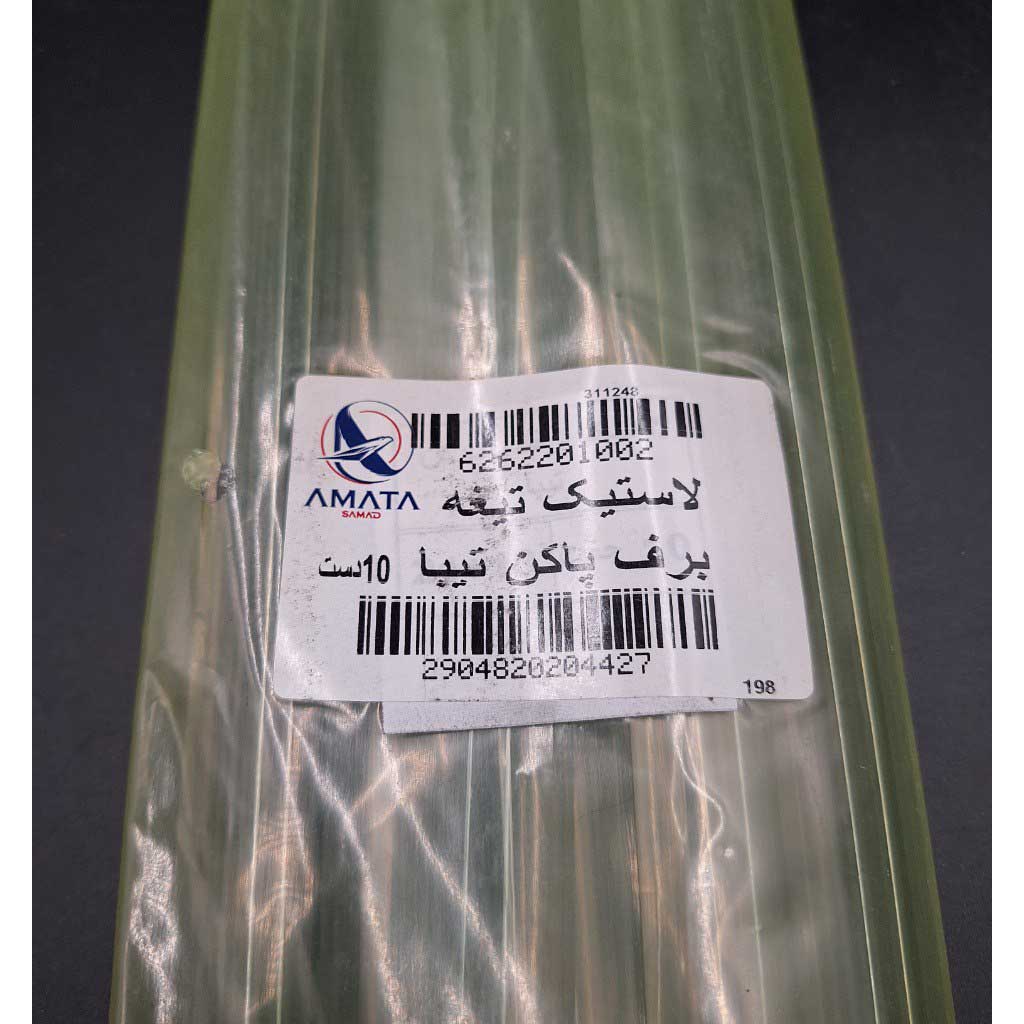 311248
6262201002
AMATA
SAMAD
لاستیک تیغه
برف پاکن تیبا 10دست
2904820204427
198